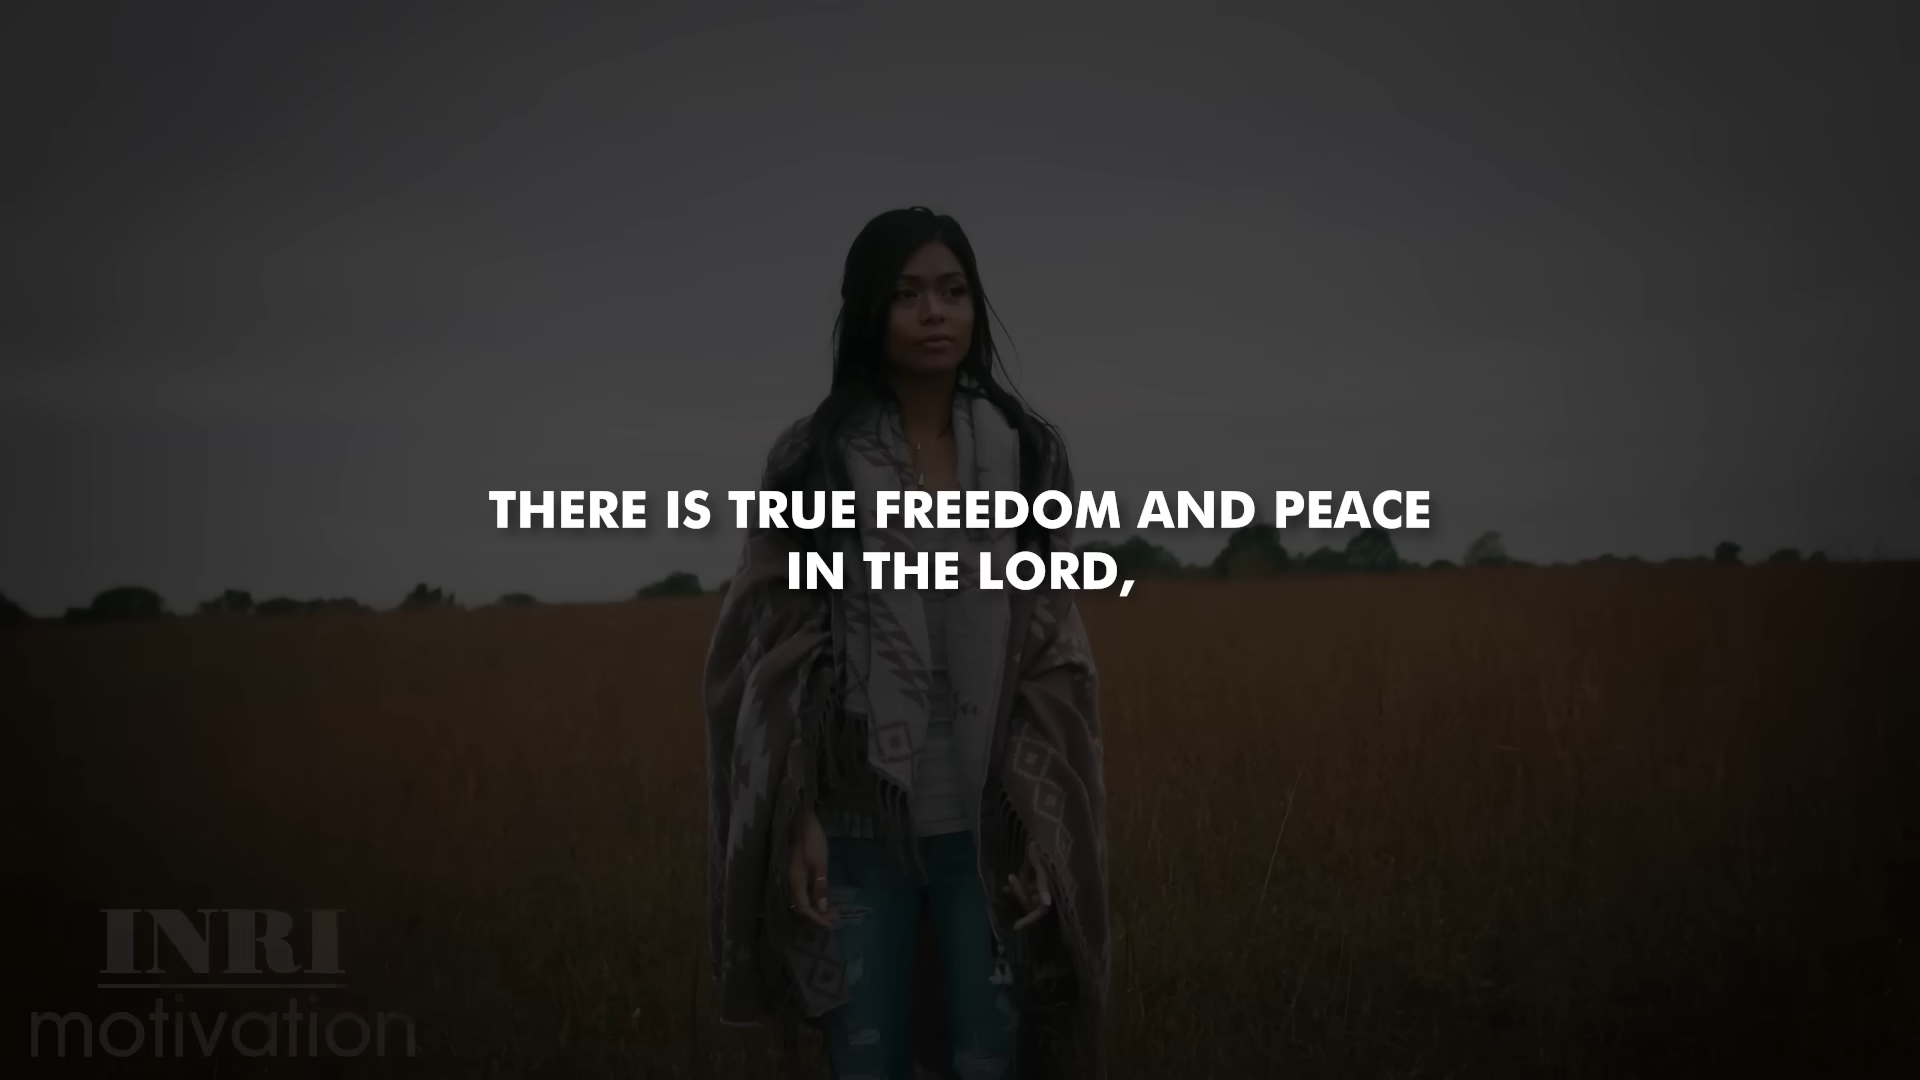 THERE IS TRUE FREEDOM AND PEACE
IN THE LORD,
INRI
motivation